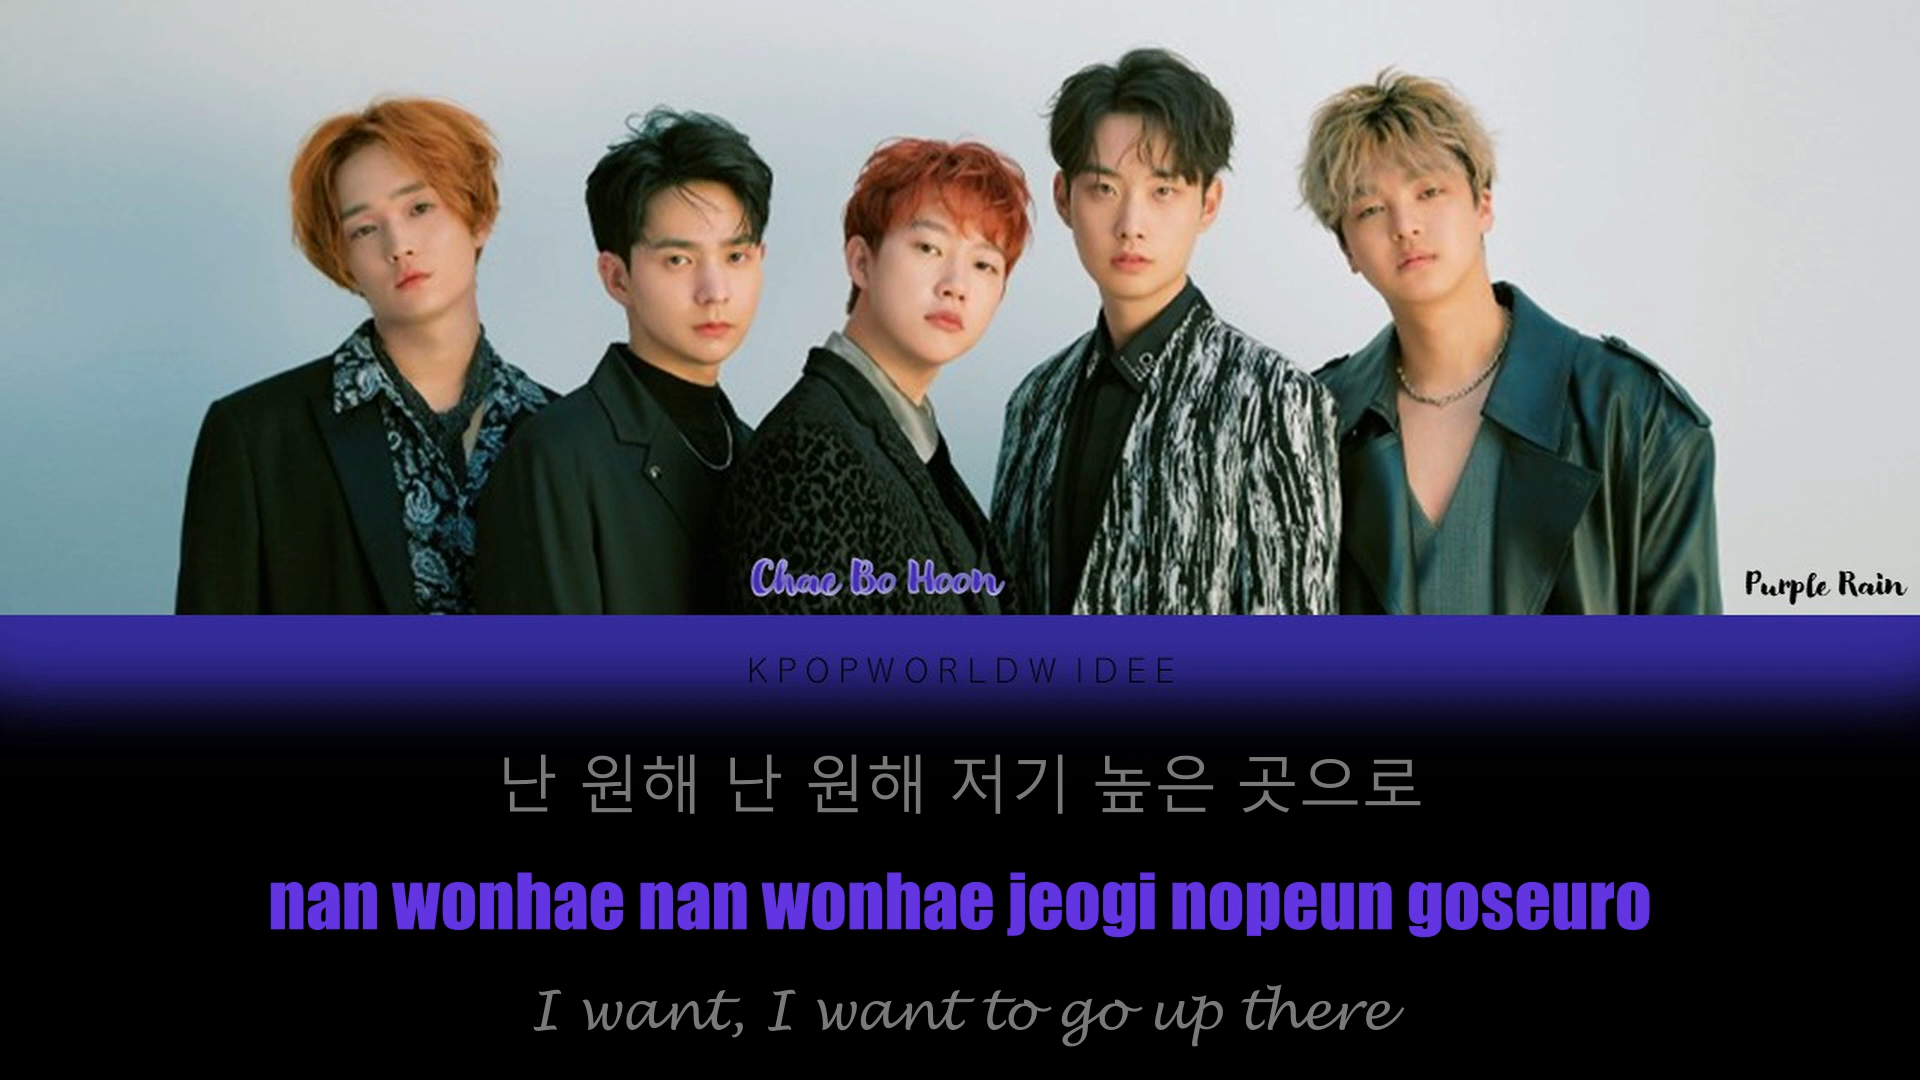 Chae Bo Hoon
Purple Rain
KPOPWORLDWIDEE
난 원해 난 원해 저기 높은 곳으로
nan wonhae nan wonhae jeogi nopeun goseuro
I want, I want to go up there